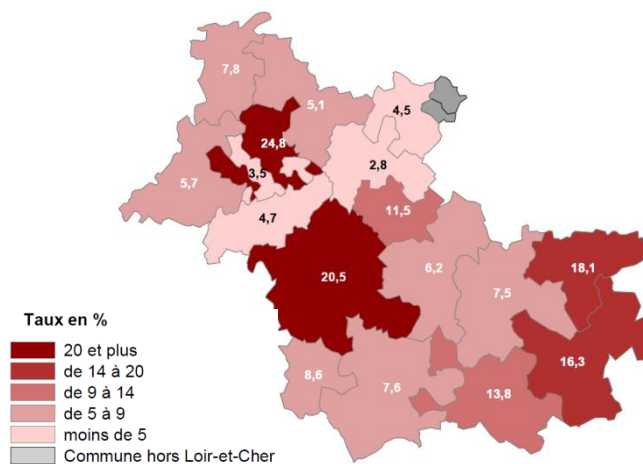 7,8
5,1
4,5
24,8
2,8
3,5
5,7
4,7
11,5
6,2
18,1
20,5
7,5
16,3
8,6
7,6
13,8
Taux en %
20 et plus
de 14 à 20
de 9 à 14
de 5 à 9
moins de 5
Commune hors Loir-et-Cher